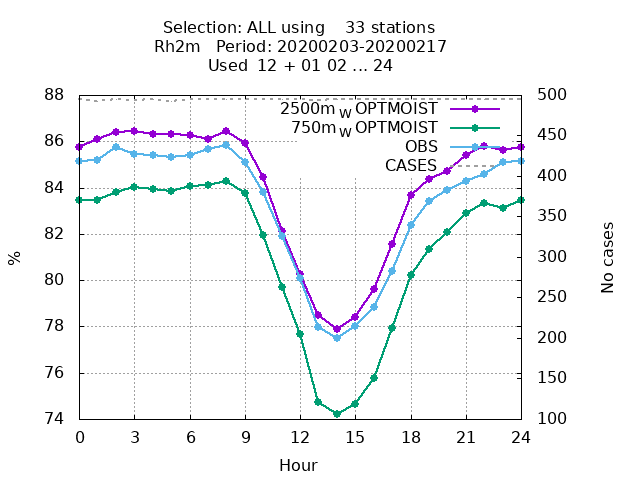 Selection: ALL using 33 stations
Rh2m Period: 20200203-20200217
Used 12 + 01 02 ... 24
88 500
2500m W OPTMOIST
750m W OPTMOIST
OBS
CASES
86 450
84 400
350
82 300
80 250
78 200
76 150
74 100
%
No cases
0 3 6 9 12 15 18 21 24
Hour